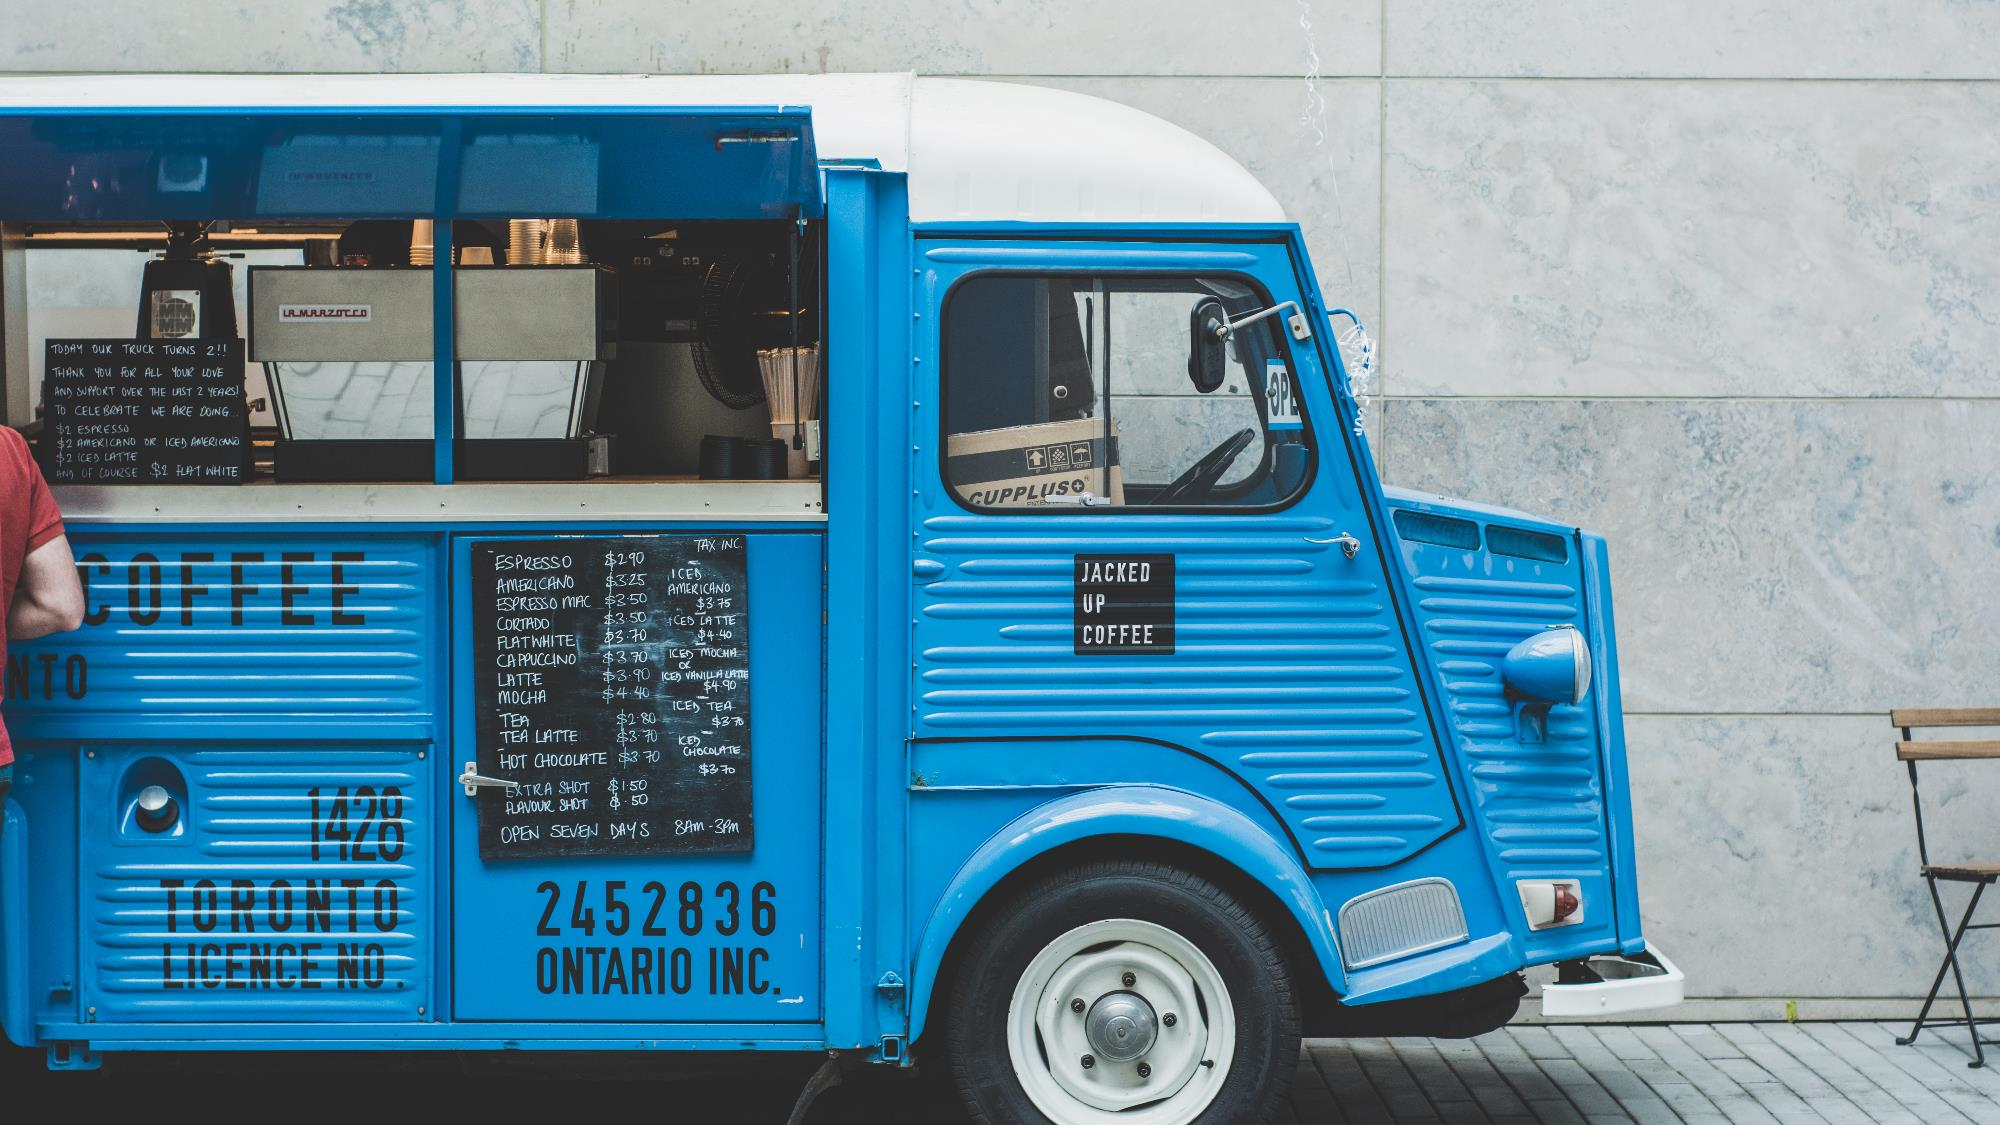 LA MARZOCCO
TODAY OUR TRUCK TURNS 2!!
THANK YOU FOR ALL YOUR LOVE
AND SUPPORT OVER THE LAST 2 YEARS!
TO CELEBRATE WE ARE DOING...
$2 ESPRESSO
$2 AMERICANO OR ICED AMERICANO
$2 ICED LATTE
AND OF COURSE $2 FLAT WHITE
OPE
CUPPLUS
COFFEE
NTO
TAX INC.
ESPRESSO $2.90
AMERICANO $3.25
ESPRESSO MAC $3.50
CORTADO $3.50
FLAT WHITE $3.70
CAPPUCCINO $3.70
LATTE $3.90
MOCHA $4.40
TEA $2.80
TEA LATTE $3.70
HOT CHOCOLATE $3.70
EXTRA SHOT $1.50
FLAVOUR SHOT $.50
ICED
AMERICANO
$3.75
ICED LATTE
$4.40
ICED MOCHA
OR
ICED VANILLA LATTE
$4.90
ICED TEA
$3.70
ICED
CHOCOLATE
$3.70
OPEN SEVEN DAYS 8AM-3PM
JACKED
UP
COFFEE
1428
TORONTO
LICENCE NO.
2452836
ONTARIO INC.